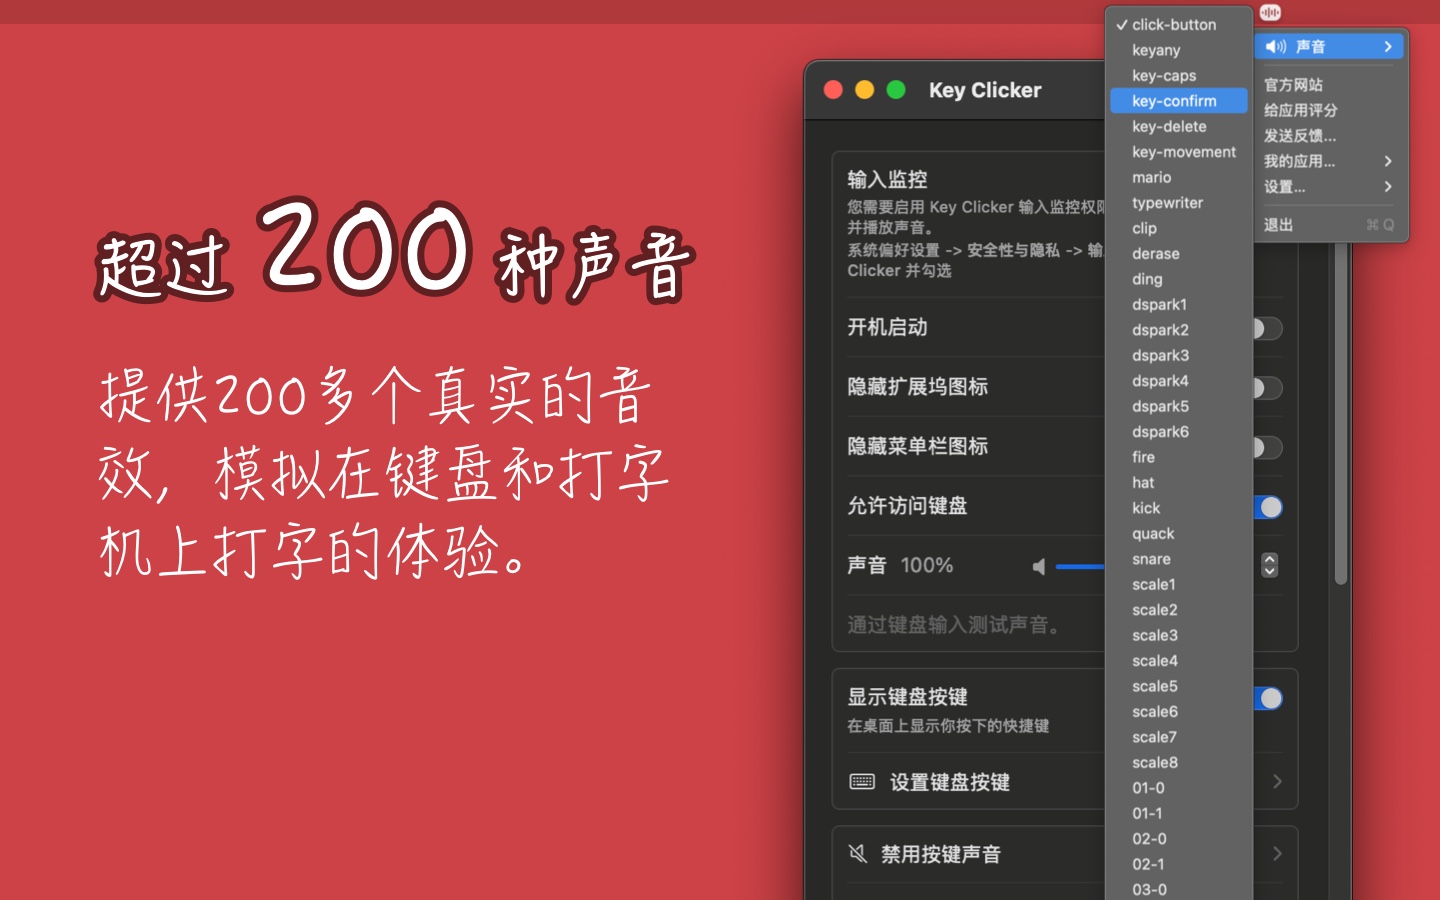 超过 200 种声音
提供200多个真实的音
效，模拟在键盘和打字
机上打字的体验。
Key Clicker
输入监控
您需要启用 Key Clicker 输入监控权限
并播放声音。
系统偏好设置 -> 安全性与隐私 -> 输
Clicker 并勾选
开机启动
隐藏扩展坞图标
隐藏菜单栏图标
允许访问键盘
声音 100%
通过键盘输入测试声音。
显示键盘按键
在桌面上显示你按下的快捷键
设置键盘按键
禁用按键声音
✓ click-button
keyany
key-caps
key-confirm
key-delete
key-movement
mario
typewriter
clip
derase
ding
dspark1
dspark2
dspark3
dspark4
dspark5
dspark6
fire
hat
kick
quack
snare
scale1
scale2
scale3
scale4
scale5
scale6
scale7
scale8
01-0
01-1
02-0
02-1
03-0
声音
官方网站
给应用评分
发送反馈...
我的应用...
设置...
退出 ⌘ Q